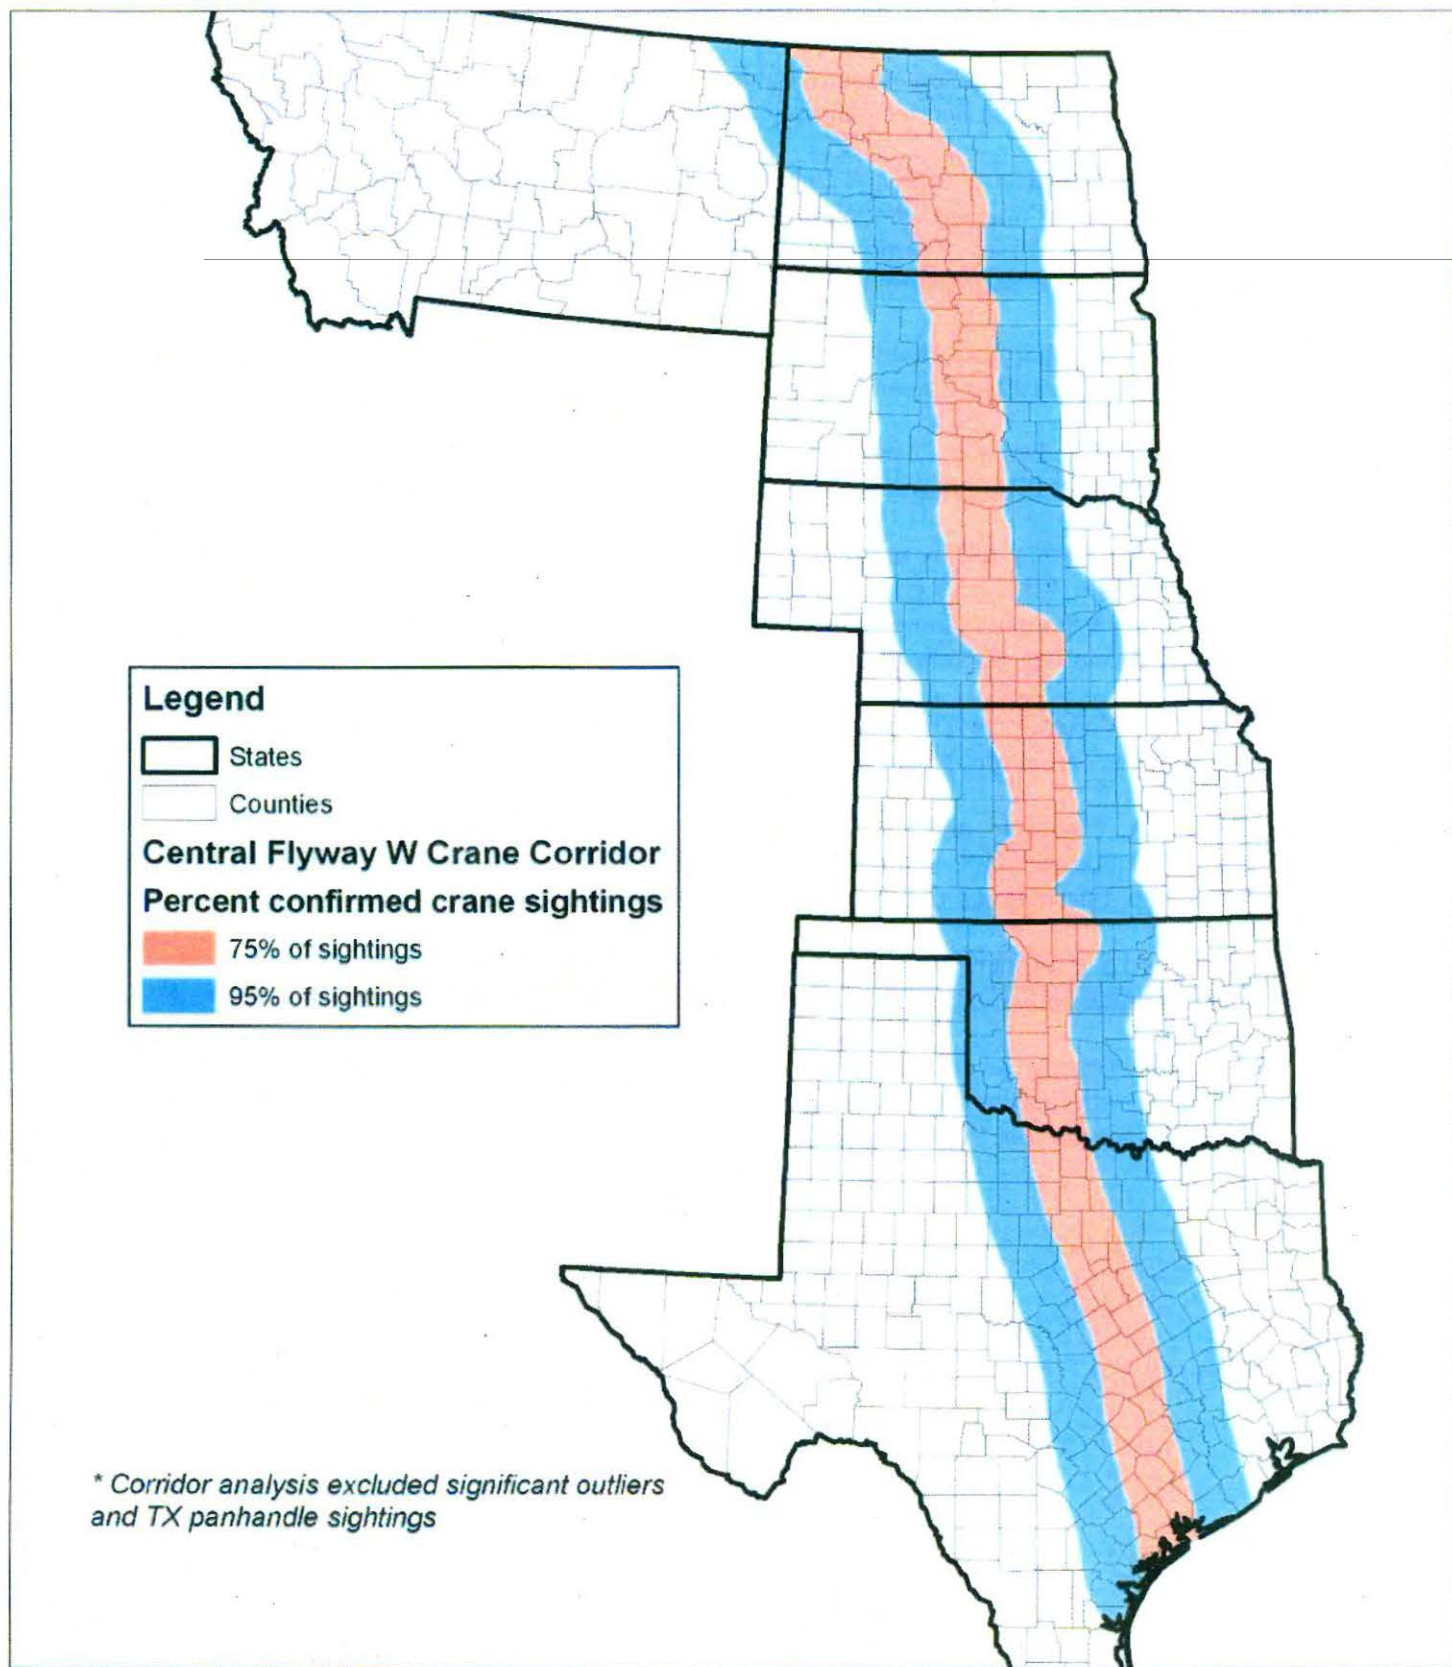 Legend
States
Counties
Central Flyway W Crane Corridor
Percent confirmed crane sightings
75% of sightings
95% of sightings
* Corridor analysis excluded significant outliers
and TX panhandle sightings